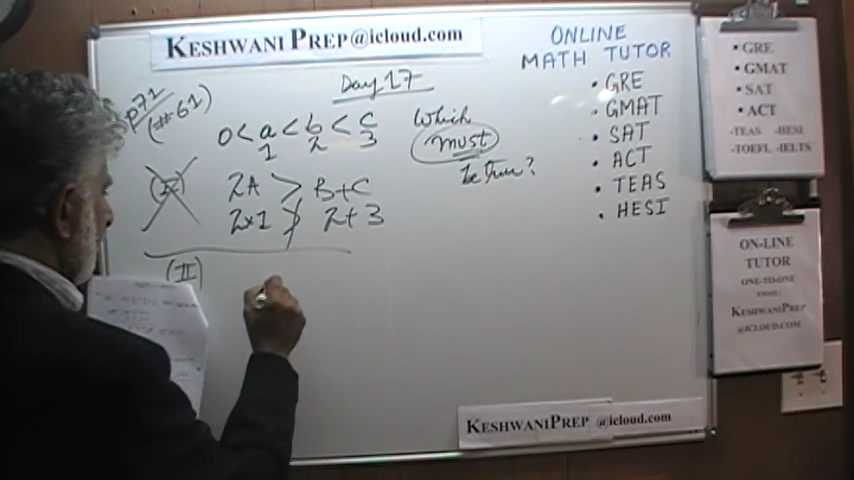 KESHWANI PREP@icloud.com
Day 17
p71
(#61)
0<a<b<c
1 2 3
Which
must
be true?
(I) 2A > B+C
2×1 ≯ 2+3
(II)
ONLINE
MATH TUTOR
• GRE
• GMAT
• SAT
• ACT
• TEAS
• HESI
• GRE
• GMAT
• SAT
• ACT
-TEAS -HESI
-TOEFL -IELTS
ON-LINE
TUTOR
ONE-TO-ONE
EMAIL:
KESHWANIPREP
@ICLOUD.COM
KESHWANIPREP @icloud.com